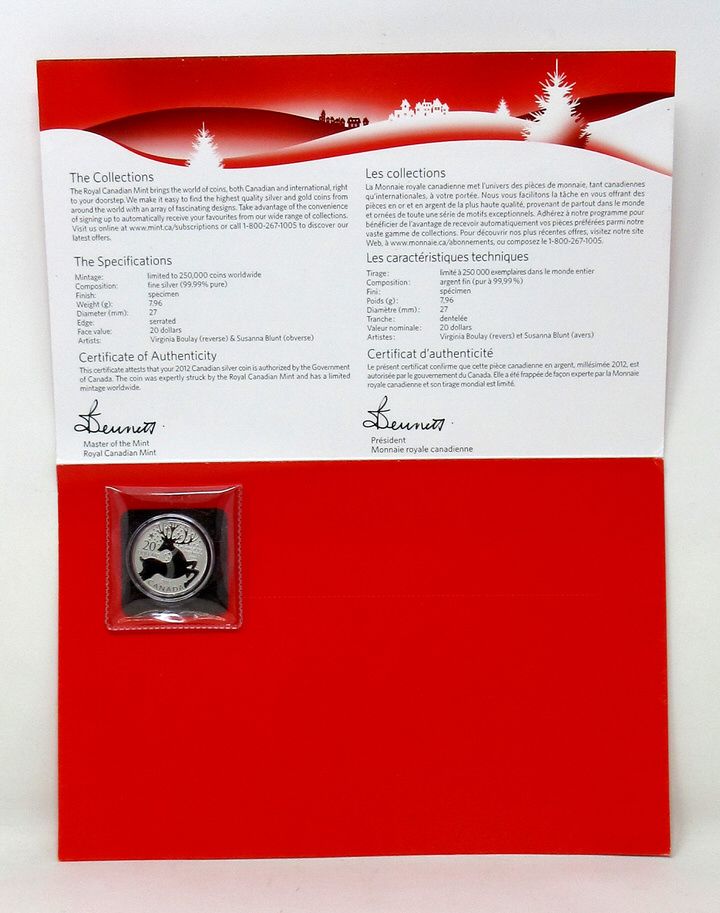 The Collections
The Royal Canadian Mint brings the world of coins, both Canadian and international, right
to your doorstep. We make it easy to find the highest quality silver and gold coins from
around the world with an array of fascinating designs. Take advantage of the convenience
of signing up to automatically receive your favourites from our wide range of collections.
Visit us online at www.mint.ca/subscriptions or call 1-800-267-1005 to discover our
latest offers.
The Specifications
Mintage: limited to 250,000 coins worldwide
Composition: fine silver (99.99% pure)
Finish: specimen
Weight (g): 7.96
Diameter (mm): 27
Edge: serrated
Face value: 20 dollars
Artists: Virginia Boulay (reverse) & Susanna Blunt (obverse)
Certificate of Authenticity
This certificate attests that your 2012 Canadian silver coin is authorized by the Government
of Canada. The coin was expertly struck by the Royal Canadian Mint and has a limited
mintage worldwide.
Bennett
Master of the Mint
Royal Canadian Mint
Les collections
La Monnaie royale canadienne met l'univers des pièces de monnaie, tant canadiennes
qu'internationales, à votre portée. Nous vous facilitons la tâche en vous offrant des
pièces en or et en argent de la plus haute qualité, provenant de partout dans le monde
et ornées de toute une série de motifs exceptionnels. Adhérez à notre programme pour
bénéficier de l'avantage de recevoir automatiquement vos pièces préférées parmi notre
vaste gamme de collections. Pour découvrir nos plus récentes offres, visitez notre site
Web, à www.monnaie.ca/abonnements, ou composez le 1-800-267-1005.
Les caractéristiques techniques
Tirage: limité à 250 000 exemplaires dans le monde entier
Composition: argent fin (pur à 99,99 %)
Fini: spécimen
Poids (g): 7,96
Diamètre (mm): 27
Tranche: dentelée
Valeur nominale: 20 dollars
Artistes: Virginia Boulay (revers) et Susanna Blunt (avers)
Certificat d'authenticité
Le présent certificat confirme que cette pièce canadienne en argent, millésimée 2012, est
autorisée par le gouvernement du Canada. Elle a été frappée de façon experte par la Monnaie
royale canadienne et son tirage mondial est limité.
Bennett
Président
Monnaie royale canadienne
20
CANADA